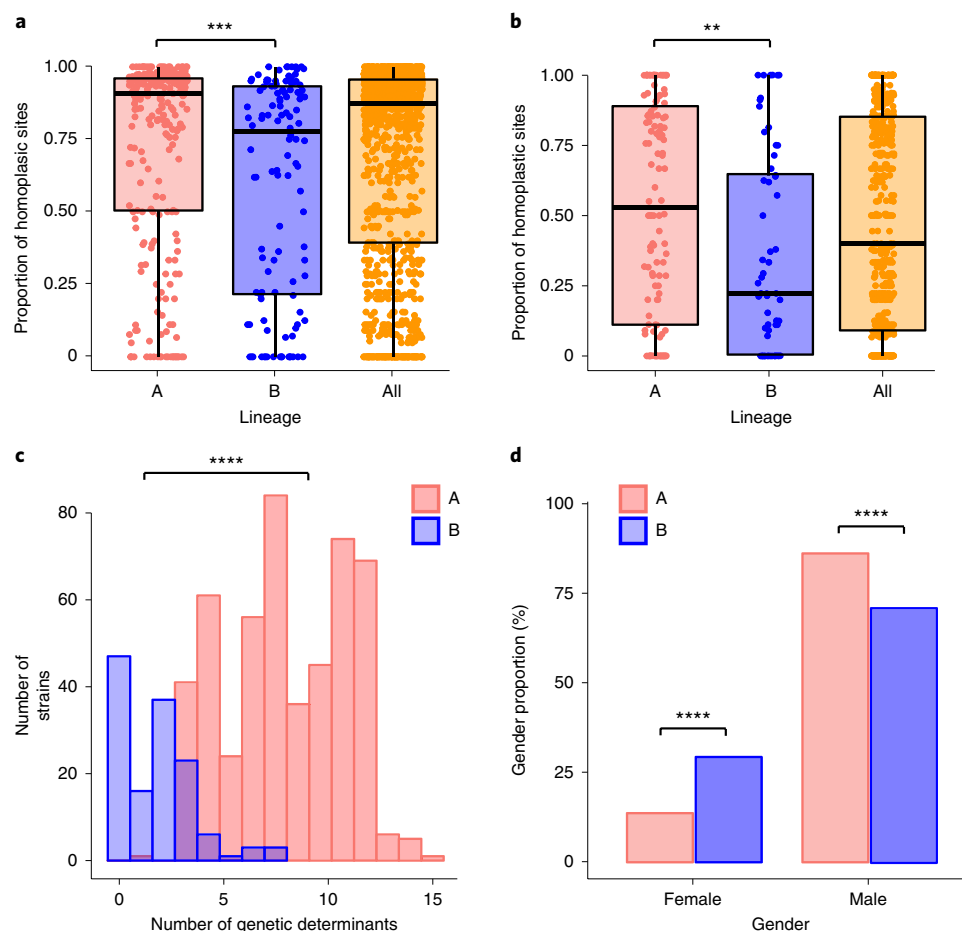 a
***
Proportion of homoplasic sites
1.00
0.75
0.50
0.25
0
A
B
All
Lineage
b
**
Proportion of homoplastic sites
1.00
0.75
0.50
0.25
0
A
B
All
Lineage
c
****
A
B
Number of
strains
80
60
40
20
0
0
5
10
15
Number of genetic determinants
d
A
B
****
****
Gender proportion (%)
100
75
50
25
0
Female
Male
Gender